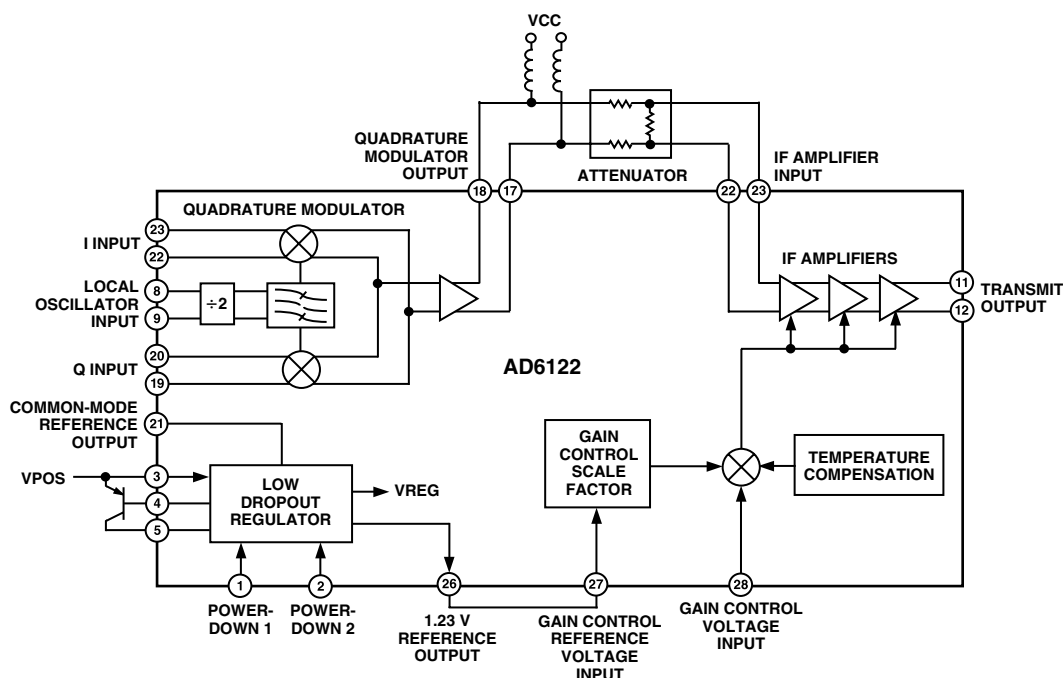 VCC
QUADRATURE
MODULATOR
OUTPUT
ATTENUATOR
IF AMPLIFIER
INPUT
18
17
22
23
QUADRATURE MODULATOR
23
I INPUT
22
LOCAL
OSCILLATOR
INPUT
8
9
÷2
20
Q INPUT
19
IF AMPLIFIERS
11
TRANSMIT
OUTPUT
12
AD6122
COMMON-MODE
REFERENCE
OUTPUT
21
VPOS
3
4
5
LOW
DROPOUT
REGULATOR
VREG
GAIN
CONTROL
SCALE
FACTOR
TEMPERATURE
COMPENSATION
1
2
26
27
28
POWER-
DOWN 1
POWER-
DOWN 2
1.23 V
REFERENCE
OUTPUT
GAIN CONTROL
REFERENCE
VOLTAGE
INPUT
GAIN CONTROL
VOLTAGE
INPUT